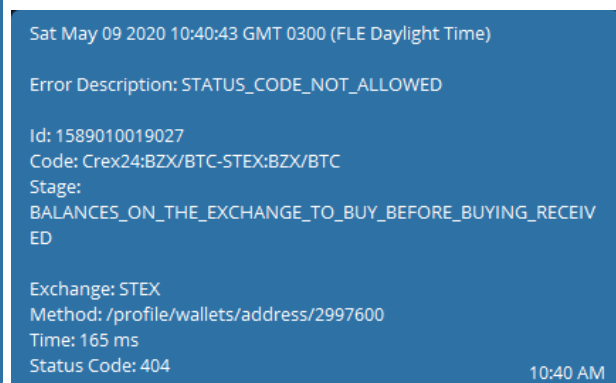 Sat May 09 2020 10:40:43 GMT 0300 (FLE Daylight Time)
Error Description: STATUS_CODE_NOT_ALLOWED
Id: 1589010019027
Code: Crex24:BZX/BTC-STEX:BZX/BTC
Stage:
BALANCES_ON_THE_EXCHANGE_TO_BUY_BEFORE_BUYING_RECEIV
ED
Exchange: STEX
Method: /profile/wallets/address/2997600
Time: 165 ms
Status Code: 404
10:40 AM